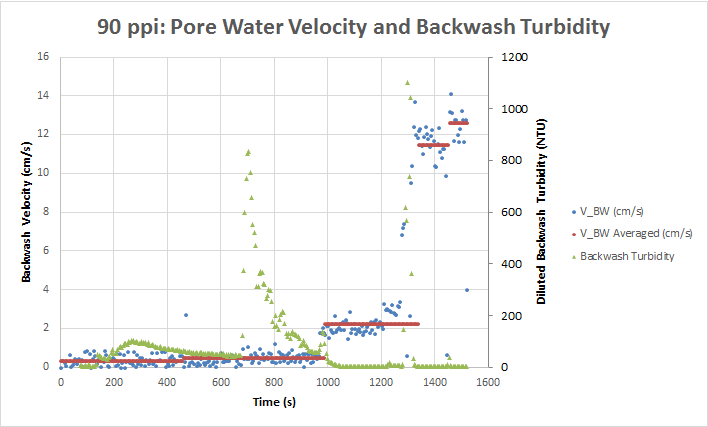 90 ppi: Pore Water Velocity and Backwash Turbidity
16
14
12
10
8
6
4
2
0
Backwash Velocity (cm/s)
1200
1000
800
600
400
200
0
Diluted Backwash Turbidity (NTU)
0 200 400 600 800 1000 1200 1400 1600
Time (s)
V_BW (cm/s)
V_BW Averaged (cm/s)
Backwash Turbidity